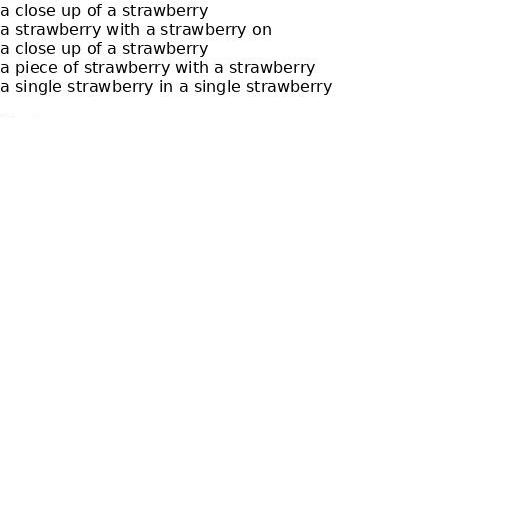 a close up of a strawberry
a strawberry with a strawberry on
a close up of a strawberry
a piece of strawberry with a strawberry
a single strawberry in a single strawberry